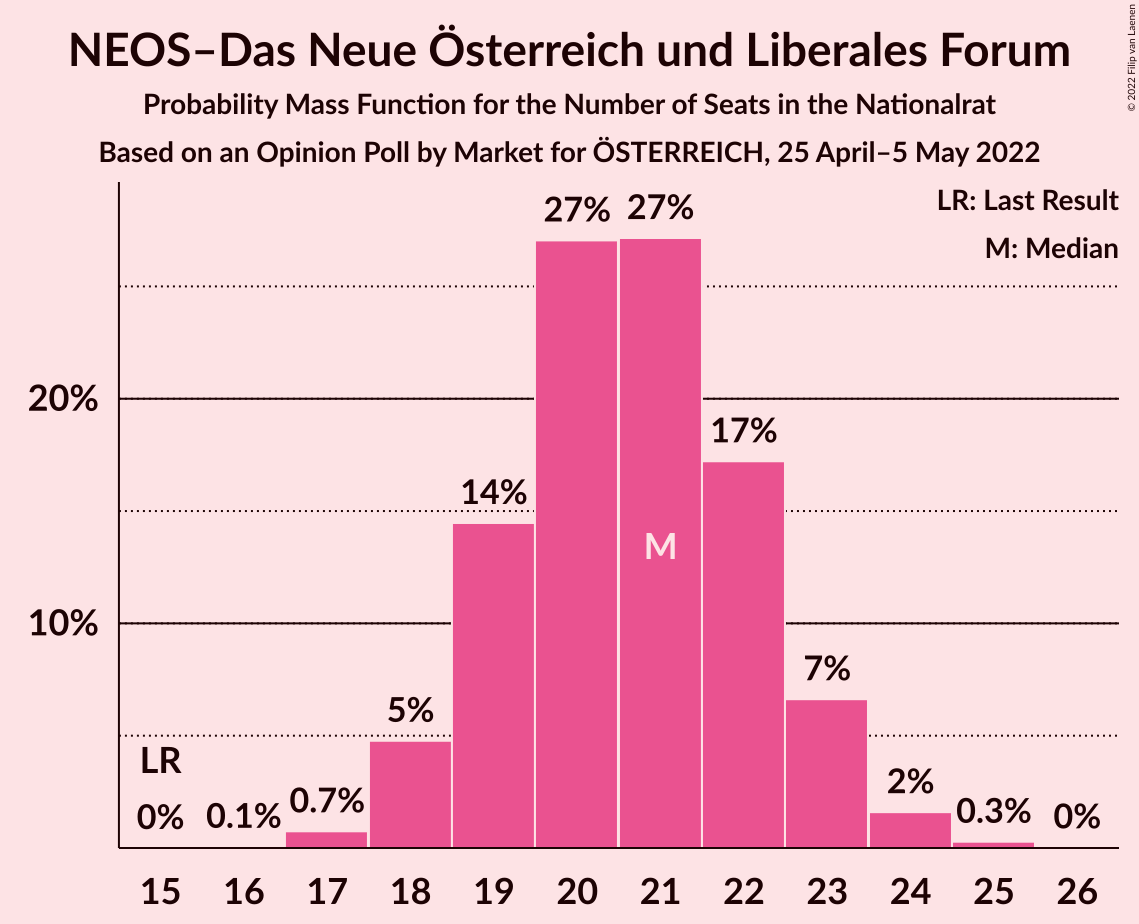 NEOS–Das Neue Österreich und Liberales Forum
Probability Mass Function for the Number of Seats in the Nationalrat
Based on an Opinion Poll by Market for ÖSTERREICH, 25 April–5 May 2022
© 2022 Filip van Laenen
LR: Last Result
M: Median
27% 27%
20%
17%
14%
M
10%
7%
5%
LR
2%
0% 0.1% 0.7% 0.3% 0%
15 16 17 18 19 20 21 22 23 24 25 26